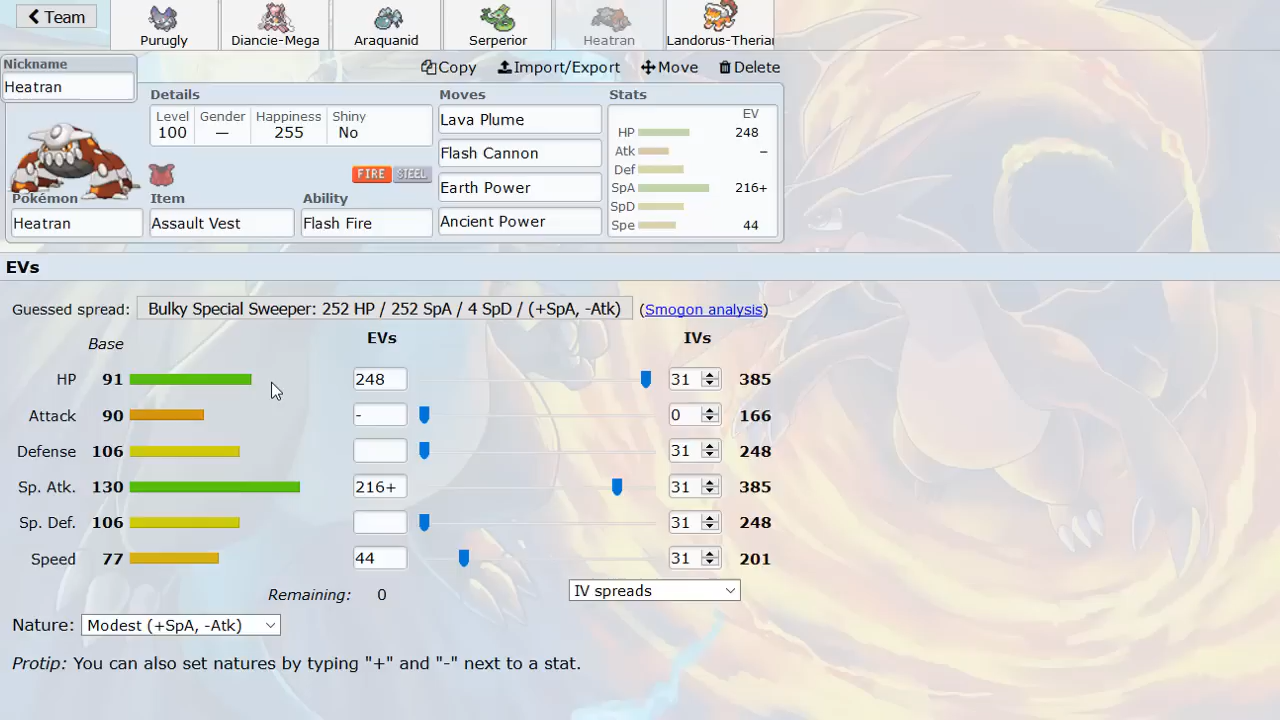 Team
Purugly
Diancie-Mega
Araquanid
Serperior
Heatran
Landorus-Therian
Nickname
Heatran
Copy
Import/Export
Move
Delete
Details
Level
100
Gender
—
Happiness
255
Shiny
No
FIRE
STEEL
Pokémon
Heatran
Item
Assault Vest
Ability
Flash Fire
Moves
Lava Plume
Flash Cannon
Earth Power
Ancient Power
Stats
EV
HP 248
Atk –
Def
SpA 216+
SpD
Spe 44
EVs
Guessed spread: Bulky Special Sweeper: 252 HP / 252 SpA / 4 SpD / (+SpA, -Atk) (Smogon analysis)
Base EVs IVs
HP 91 248 31 385
Attack 90 - 0 166
Defense 106 31 248
Sp. Atk. 130 216+ 31 385
Sp. Def. 106 31 248
Speed 77 44 31 201
Remaining: 0
IV spreads
Nature: Modest (+SpA, -Atk)
Protip: You can also set natures by typing "+" and "-" next to a stat.